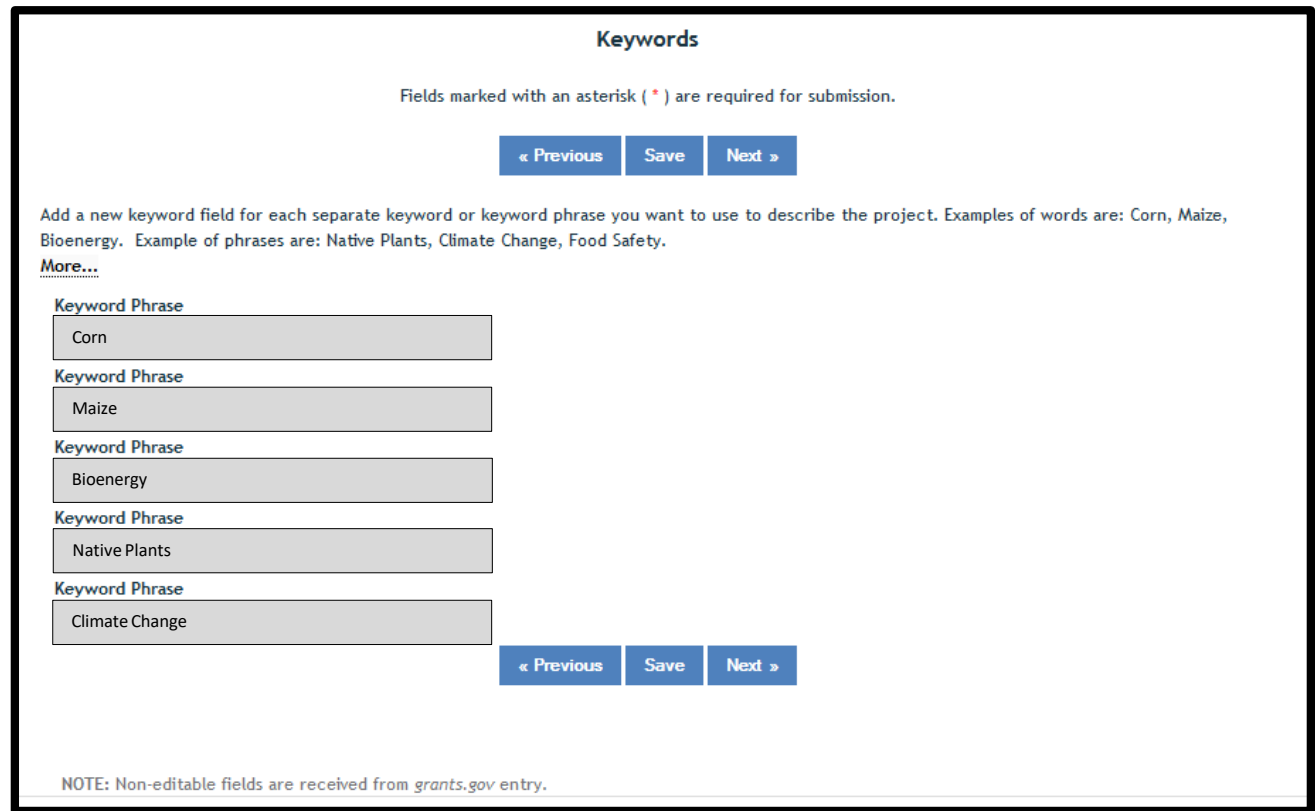 Keywords
Fields marked with an asterisk ( * ) are required for submission.
« Previous Save Next »
Add a new keyword field for each separate keyword or keyword phrase you want to use to describe the project. Examples of words are: Corn, Maize,
Bioenergy. Example of phrases are: Native Plants, Climate Change, Food Safety.
More...
Keyword Phrase
Corn
Keyword Phrase
Maize
Keyword Phrase
Bioenergy
Keyword Phrase
Native Plants
Keyword Phrase
Climate Change
« Previous Save Next »
NOTE: Non-editable fields are received from grants.gov entry.